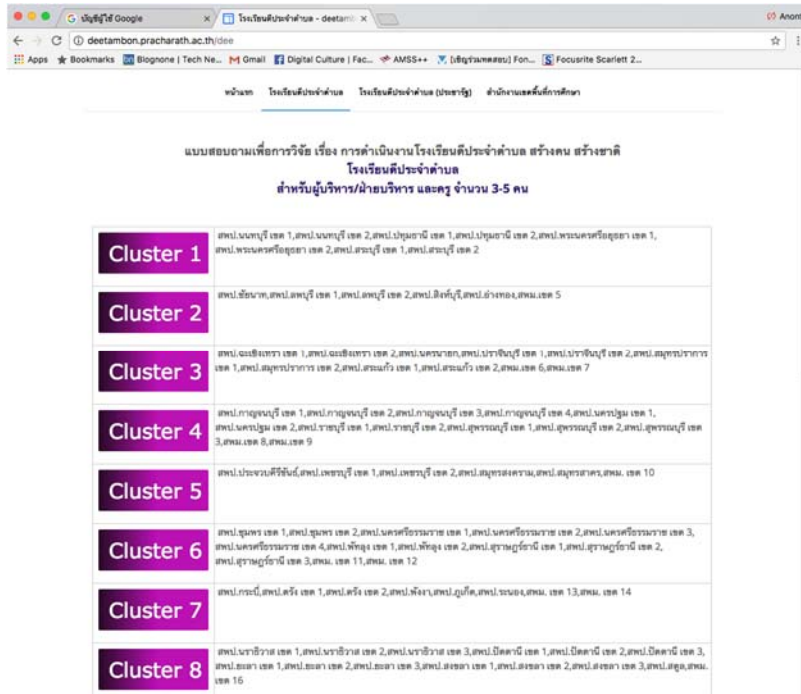 บัญชีผู้ใช้ Google
โรงเรียนดีประจำตำบล - deetamb
Anont
deetambon.pracharath.ac.th/dee
Apps Bookmarks Blognone | Tech Ne... Gmail Digital Culture | Fac... AMSS++ [เชิญร่วมทดสอบ] Fon... Focusrite Scarlett 2...
หน้าแรก โรงเรียนดีประจำตำบล โรงเรียนดีประจำตำบล (ประชารัฐ) สำนักงานเขตพื้นที่การศึกษา
แบบสอบถามเพื่อการวิจัย เรื่อง การดำเนินงานโรงเรียนดีประจำตำบล สร้างคน สร้างชาติ
โรงเรียนดีประจำตำบล
สำหรับผู้บริหาร/ฝ่ายบริหาร และครู จำนวน 3-5 คน
Cluster 1
สพป.นนทบุรี เขต 1,สพป.นนทบุรี เขต 2,สพป.ปทุมธานี เขต 1,สพป.ปทุมธานี เขต 2,สพป.พระนครศรีอยุธยา เขต 1,
สพป.พระนครศรีอยุธยา เขต 2,สพป.สระบุรี เขต 1,สพป.สระบุรี เขต 2
Cluster 2
สพป.ชัยนาท,สพป.ลพบุรี เขต 1,สพป.ลพบุรี เขต 2,สพป.สิงห์บุรี,สพป.อ่างทอง,สพม.เขต 5
Cluster 3
สพป.ฉะเชิงเทรา เขต 1,สพป.ฉะเชิงเทรา เขต 2,สพป.นครนายก,สพป.ปราจีนบุรี เขต 1,สพป.ปราจีนบุรี เขต 2,สพป.สมุทรปราการ
เขต 1,สพป.สมุทรปราการ เขต 2,สพป.สระแก้ว เขต 1,สพป.สระแก้ว เขต 2,สพม.เขต 6,สพม.เขต 7
Cluster 4
สพป.กาญจนบุรี เขต 1,สพป.กาญจนบุรี เขต 2,สพป.กาญจนบุรี เขต 3,สพป.กาญจนบุรี เขต 4,สพป.นครปฐม เขต 1,
สพป.นครปฐม เขต 2,สพป.ราชบุรี เขต 1,สพป.ราชบุรี เขต 2,สพป.สุพรรณบุรี เขต 1,สพป.สุพรรณบุรี เขต 2,สพป.สุพรรณบุรี เขต
3,สพม.เขต 8,สพม.เขต 9
Cluster 5
สพป.ประจวบคีรีขันธ์,สพป.เพชรบุรี เขต 1,สพป.เพชรบุรี เขต 2,สพป.สมุทรสงคราม,สพป.สมุทรสาคร,สพม. เขต 10
Cluster 6
สพป.ชุมพร เขต 1,สพป.ชุมพร เขต 2,สพป.นครศรีธรรมราช เขต 1,สพป.นครศรีธรรมราช เขต 2,สพป.นครศรีธรรมราช เขต 3,
สพป.นครศรีธรรมราช เขต 4,สพป.พัทลุง เขต 1,สพป.พัทลุง เขต 2,สพป.สุราษฎร์ธานี เขต 1,สพป.สุราษฎร์ธานี เขต 2,
สพป.สุราษฎร์ธานี เขต 3,สพม. เขต 11,สพม. เขต 12
Cluster 7
สพป.กระบี่,สพป.ตรัง เขต 1,สพป.ตรัง เขต 2,สพป.พังงา,สพป.ภูเก็ต,สพป.ระนอง,สพม. เขต 13,สพม. เขต 14
Cluster 8
สพป.นราธิวาส เขต 1,สพป.นราธิวาส เขต 2,สพป.นราธิวาส เขต 3,สพป.ปัตตานี เขต 1,สพป.ปัตตานี เขต 2,สพป.ปัตตานี เขต 3,
สพป.ยะลา เขต 1,สพป.ยะลา เขต 2,สพป.ยะลา เขต 3,สพป.สงขลา เขต 1,สพป.สงขลา เขต 2,สพป.สงขลา เขต 3,สพป.สตูล,สพม.
เขต 16